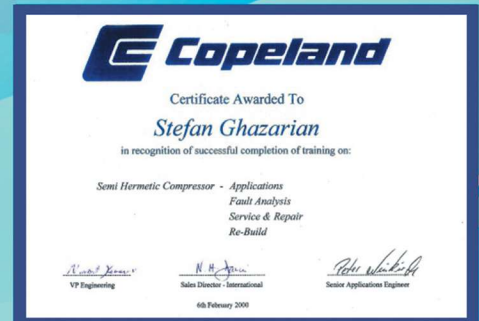 Copeland
Certificate Awarded To
Stefan Ghazarian
in recognition of successful completion of training on:
Semi Hermetic Compressor - Applications
Fault Analysis
Service & Repair
Re-Build
VP Engineering
Sales Director - International
Senior Applications Engineer
6th February 2000